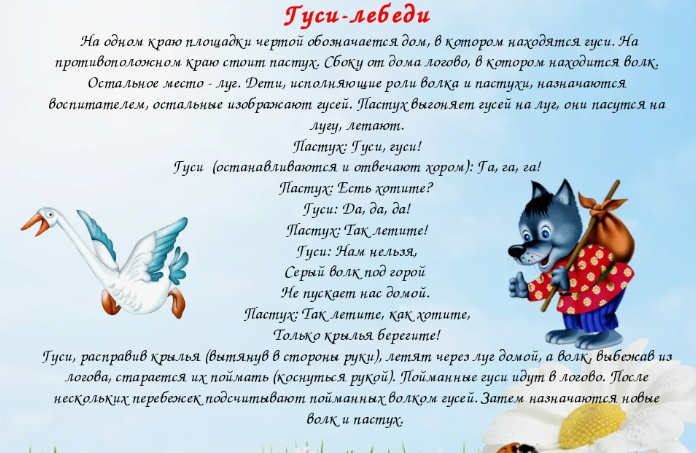 Гуси-лебеди
На одном краю площадки чертой обозначается дом, в котором находятся гуси. На
противоположном краю стоит пастух. Сбоку от дома логово, в котором находится волк.
Остальное место - луг. Дети, исполняющие роли волка и пастухи, назначаются
воспитателем, остальные изображают гусей. Пастух выгоняет гусей на луг, они пасутся на
лугу, летают.
Пастух: Гуси, гуси!
Гуси (останавливаются и отвечают хором): Га, га, га!
Пастух: Есть хотите?
Гуси: Да, да, да!
Пастух: Так летите!
Гуси: Нам нельзя,
Серый волк под горой
Не пускает нас домой.
Пастух: Так летите, как хотите,
Только крылья берегите!
Гуси, расправив крылья (вытянув в стороны руки), летят через луг домой, а волк, выбежав из
логова, старается их поймать (коснуться рукой). Пойманные гуси идут в логово. После
нескольких перебежек подсчитывают пойманных волком гусей. Затем назначаются новые
волк и пастух.